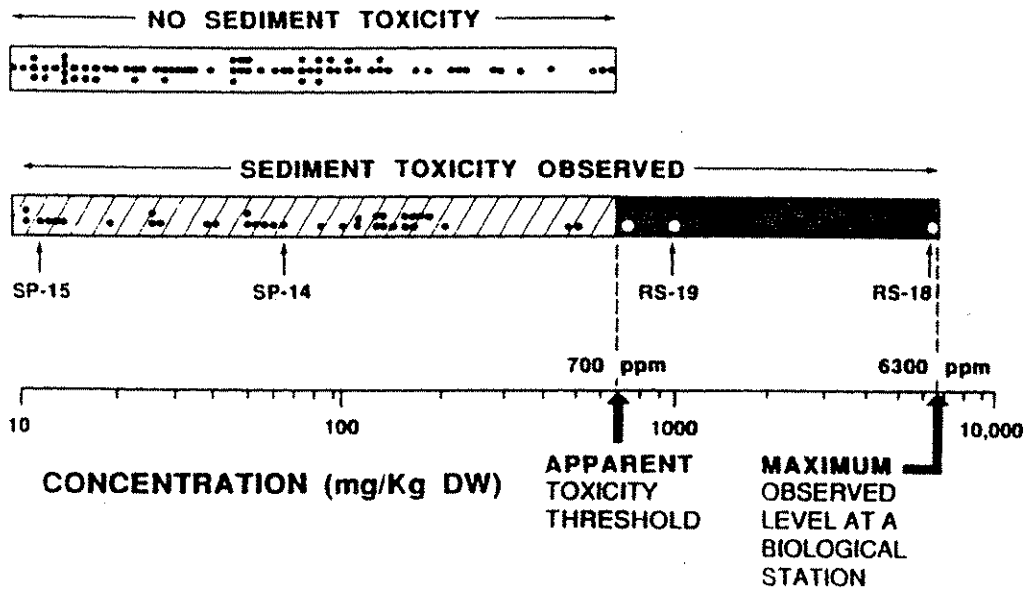 NO SEDIMENT TOXICITY
SEDIMENT TOXICITY OBSERVED
SP-15
SP-14
RS-19
RS-18
700 ppm
6300 ppm
10
100
1000
10,000
CONCENTRATION (mg/Kg DW)
APPARENT
TOXICITY
THRESHOLD
MAXIMUM
OBSERVED
LEVEL AT A
BIOLOGICAL
STATION